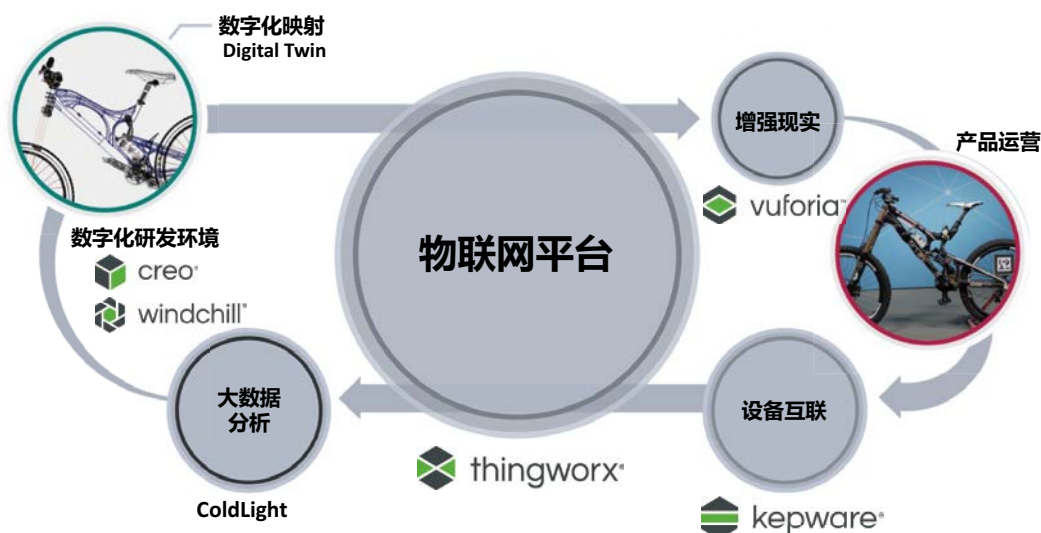 数字化映射
Digital Twin
增强现实
产品运营
vuforia™
数字化研发环境
creo®
windchill®
物联网平台
大数据
分析
设备互联
thingworx®
ColdLight
kepware®